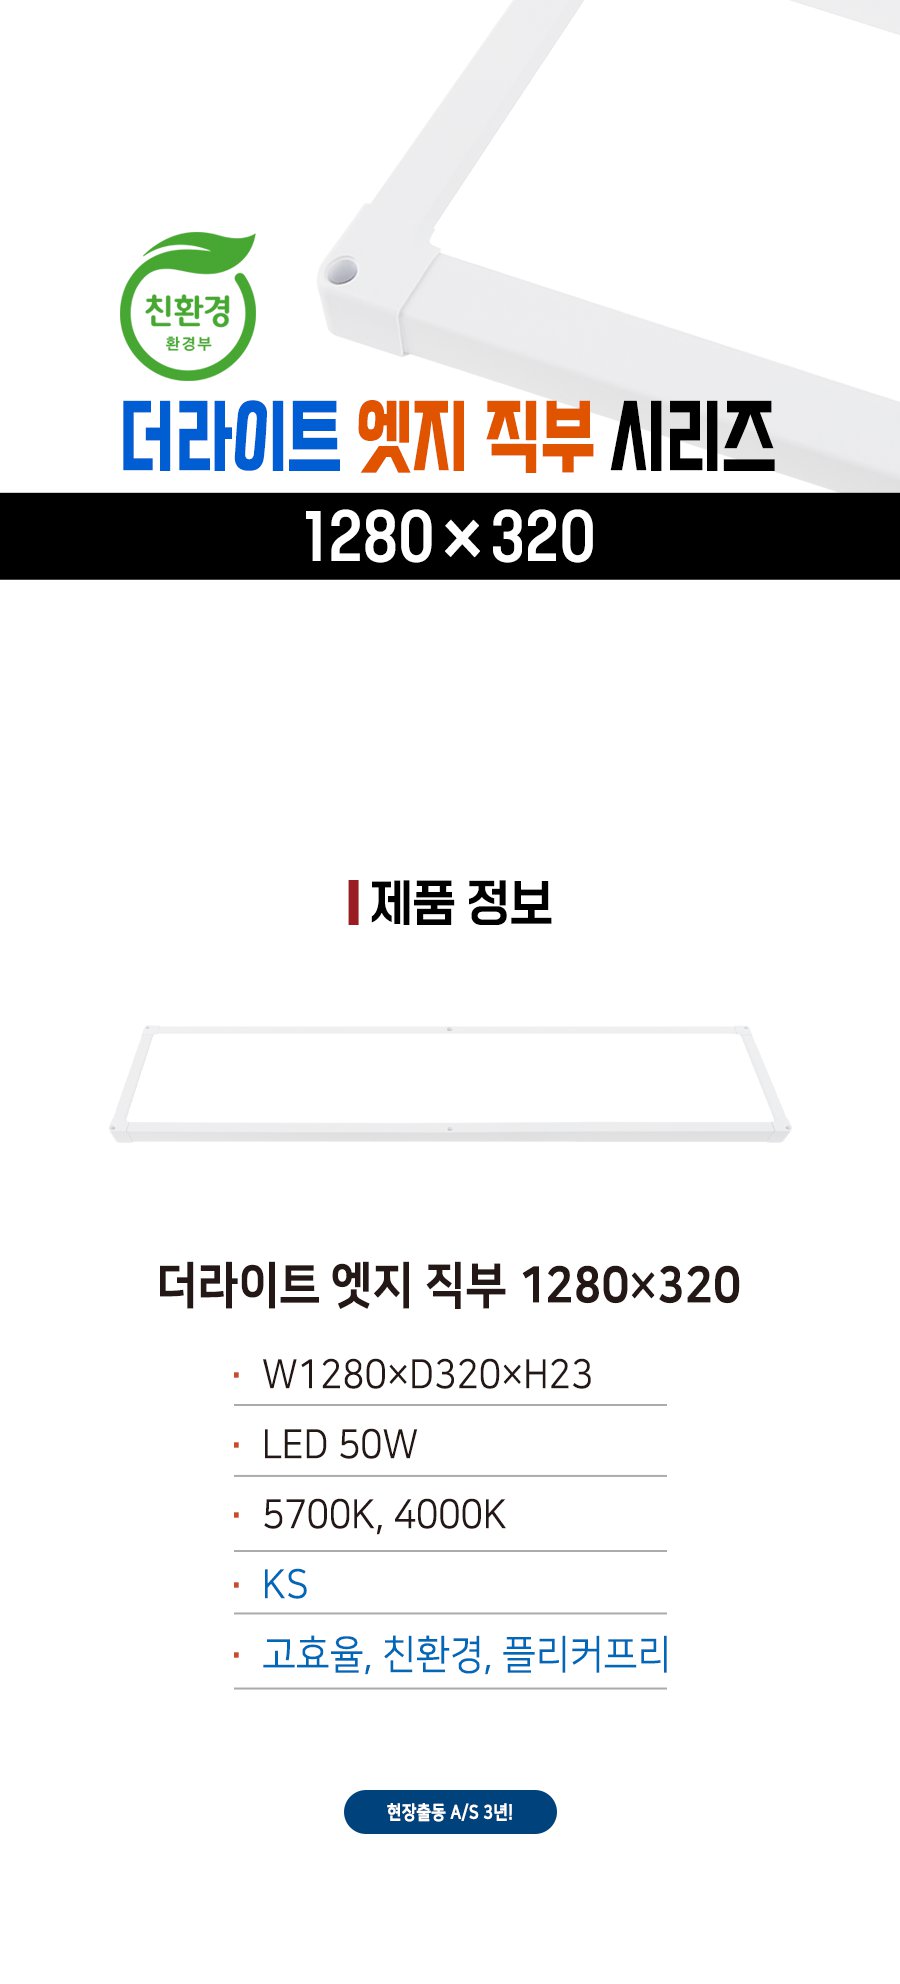 친환경
환경부
더라이트 엣지 직부 시리즈
1280×320
제품 정보
더라이트 엣지 직부 1280×320
· W1280×D320×H23
· LED 50W
· 5700K, 4000K
· KS
· 고효율, 친환경, 플리커프리
현장출동 A/S 3년!